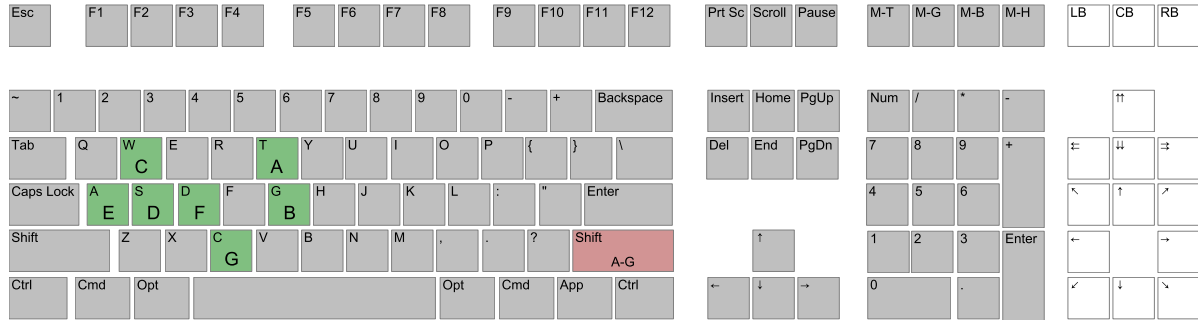 Esc F1 F2 F3 F4 F5 F6 F7 F8 F9 F10 F11 F12 Prt Sc Scroll Pause M-T M-G M-B M-H LB CB RB
~ 1 2 3 4 5 6 7 8 9 0 - + Backspace Insert Home PgUp Num / * - ⇈
Tab Q W E R T Y U I O P { } \ Del End PgDn 7 8 9 + ⇇ ⇊ ⇉
C A
Caps Lock A S D F G H J K L : " Enter 4 5 6 ↖ ↑ ↗
E D F B
Shift Z X C V B N M , . ? Shift ↑ 1 2 3 Enter ← →
G A-G
Ctrl Cmd Opt Opt Cmd App Ctrl ← ↓ → 0 . ↙ ↓ ↘